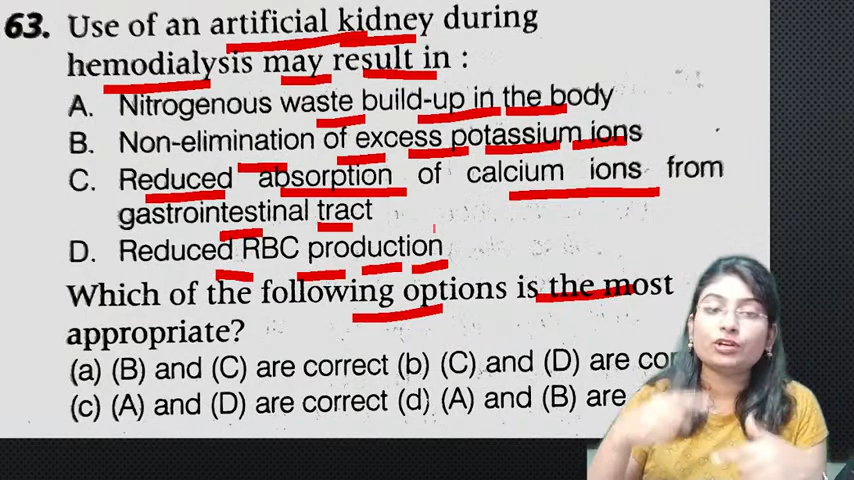 63. Use of an artificial kidney during
hemodialysis may result in :
A. Nitrogenous waste build-up in the body
B. Non-elimination of excess potassium ions
C. Reduced absorption of calcium ions from
gastrointestinal tract
D. Reduced RBC production
Which of the following options is the most
appropriate?
(a) (B) and (C) are correct (b) (C) and (D) are
(c) (A) and (D) are correct (d) (A) and (B) are